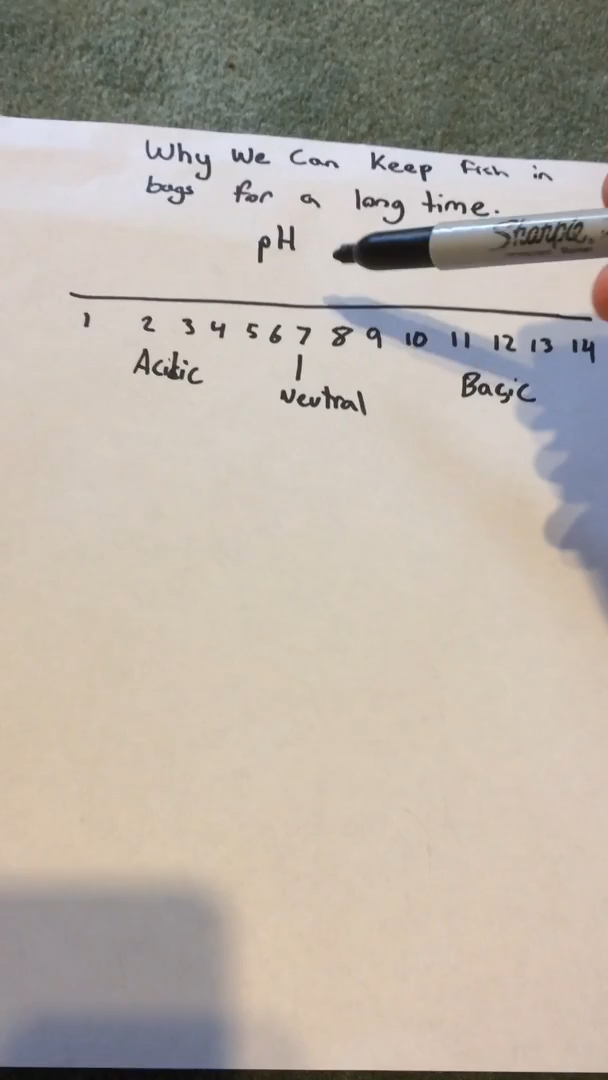 Why We Can Keep fish in
bags for a long time.
pH
Sharpie.
1 2 3 4 5 6 7 8 9 10 11 12 13 14
Acidic Neutral Basic